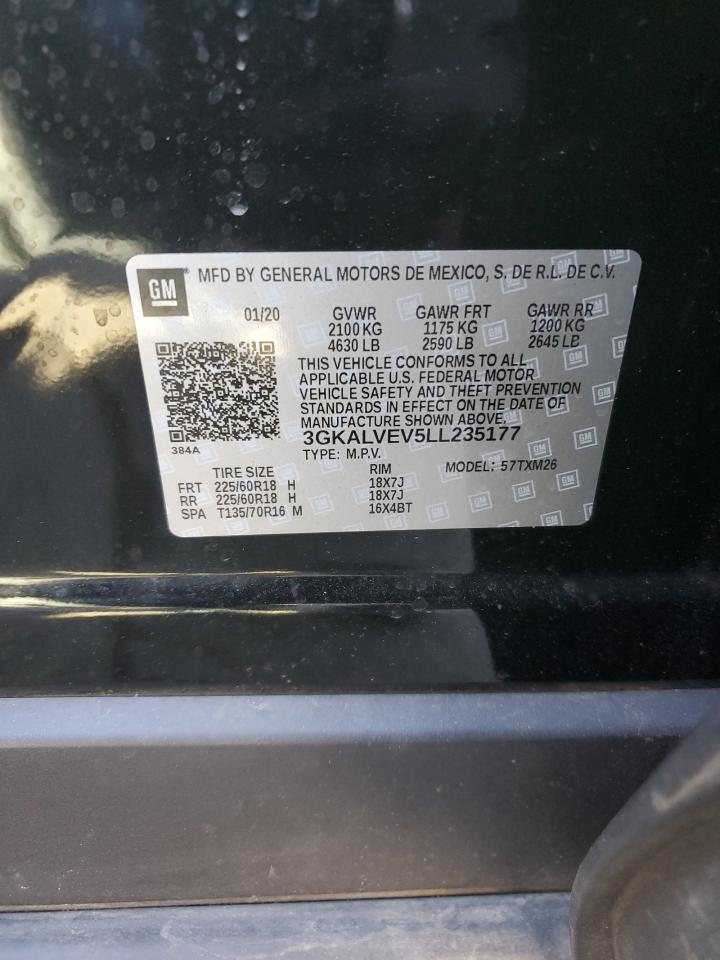 GM® MFD BY GENERAL MOTORS DE MEXICO, S. DE R.L. DE C.V.
01/20 GVWR GAWR FRT GAWR RR
2100 KG 1175 KG 1200 KG
4630 LB 2590 LB 2645 LB
THIS VEHICLE CONFORMS TO ALL
APPLICABLE U.S. FEDERAL MOTOR
VEHICLE SAFETY AND THEFT PREVENTION
STANDARDS IN EFFECT ON THE DATE OF
MANUFACTURE SHOWN ABOVE.
384A 3GKALVEV5LL235177
TYPE: M.P.V.
TIRE SIZE RIM MODEL: 57TXM26
FRT 225/60R18 H 18X7J
RR 225/60R18 H 18X7J
SPA T135/70R16 M 16X4BT